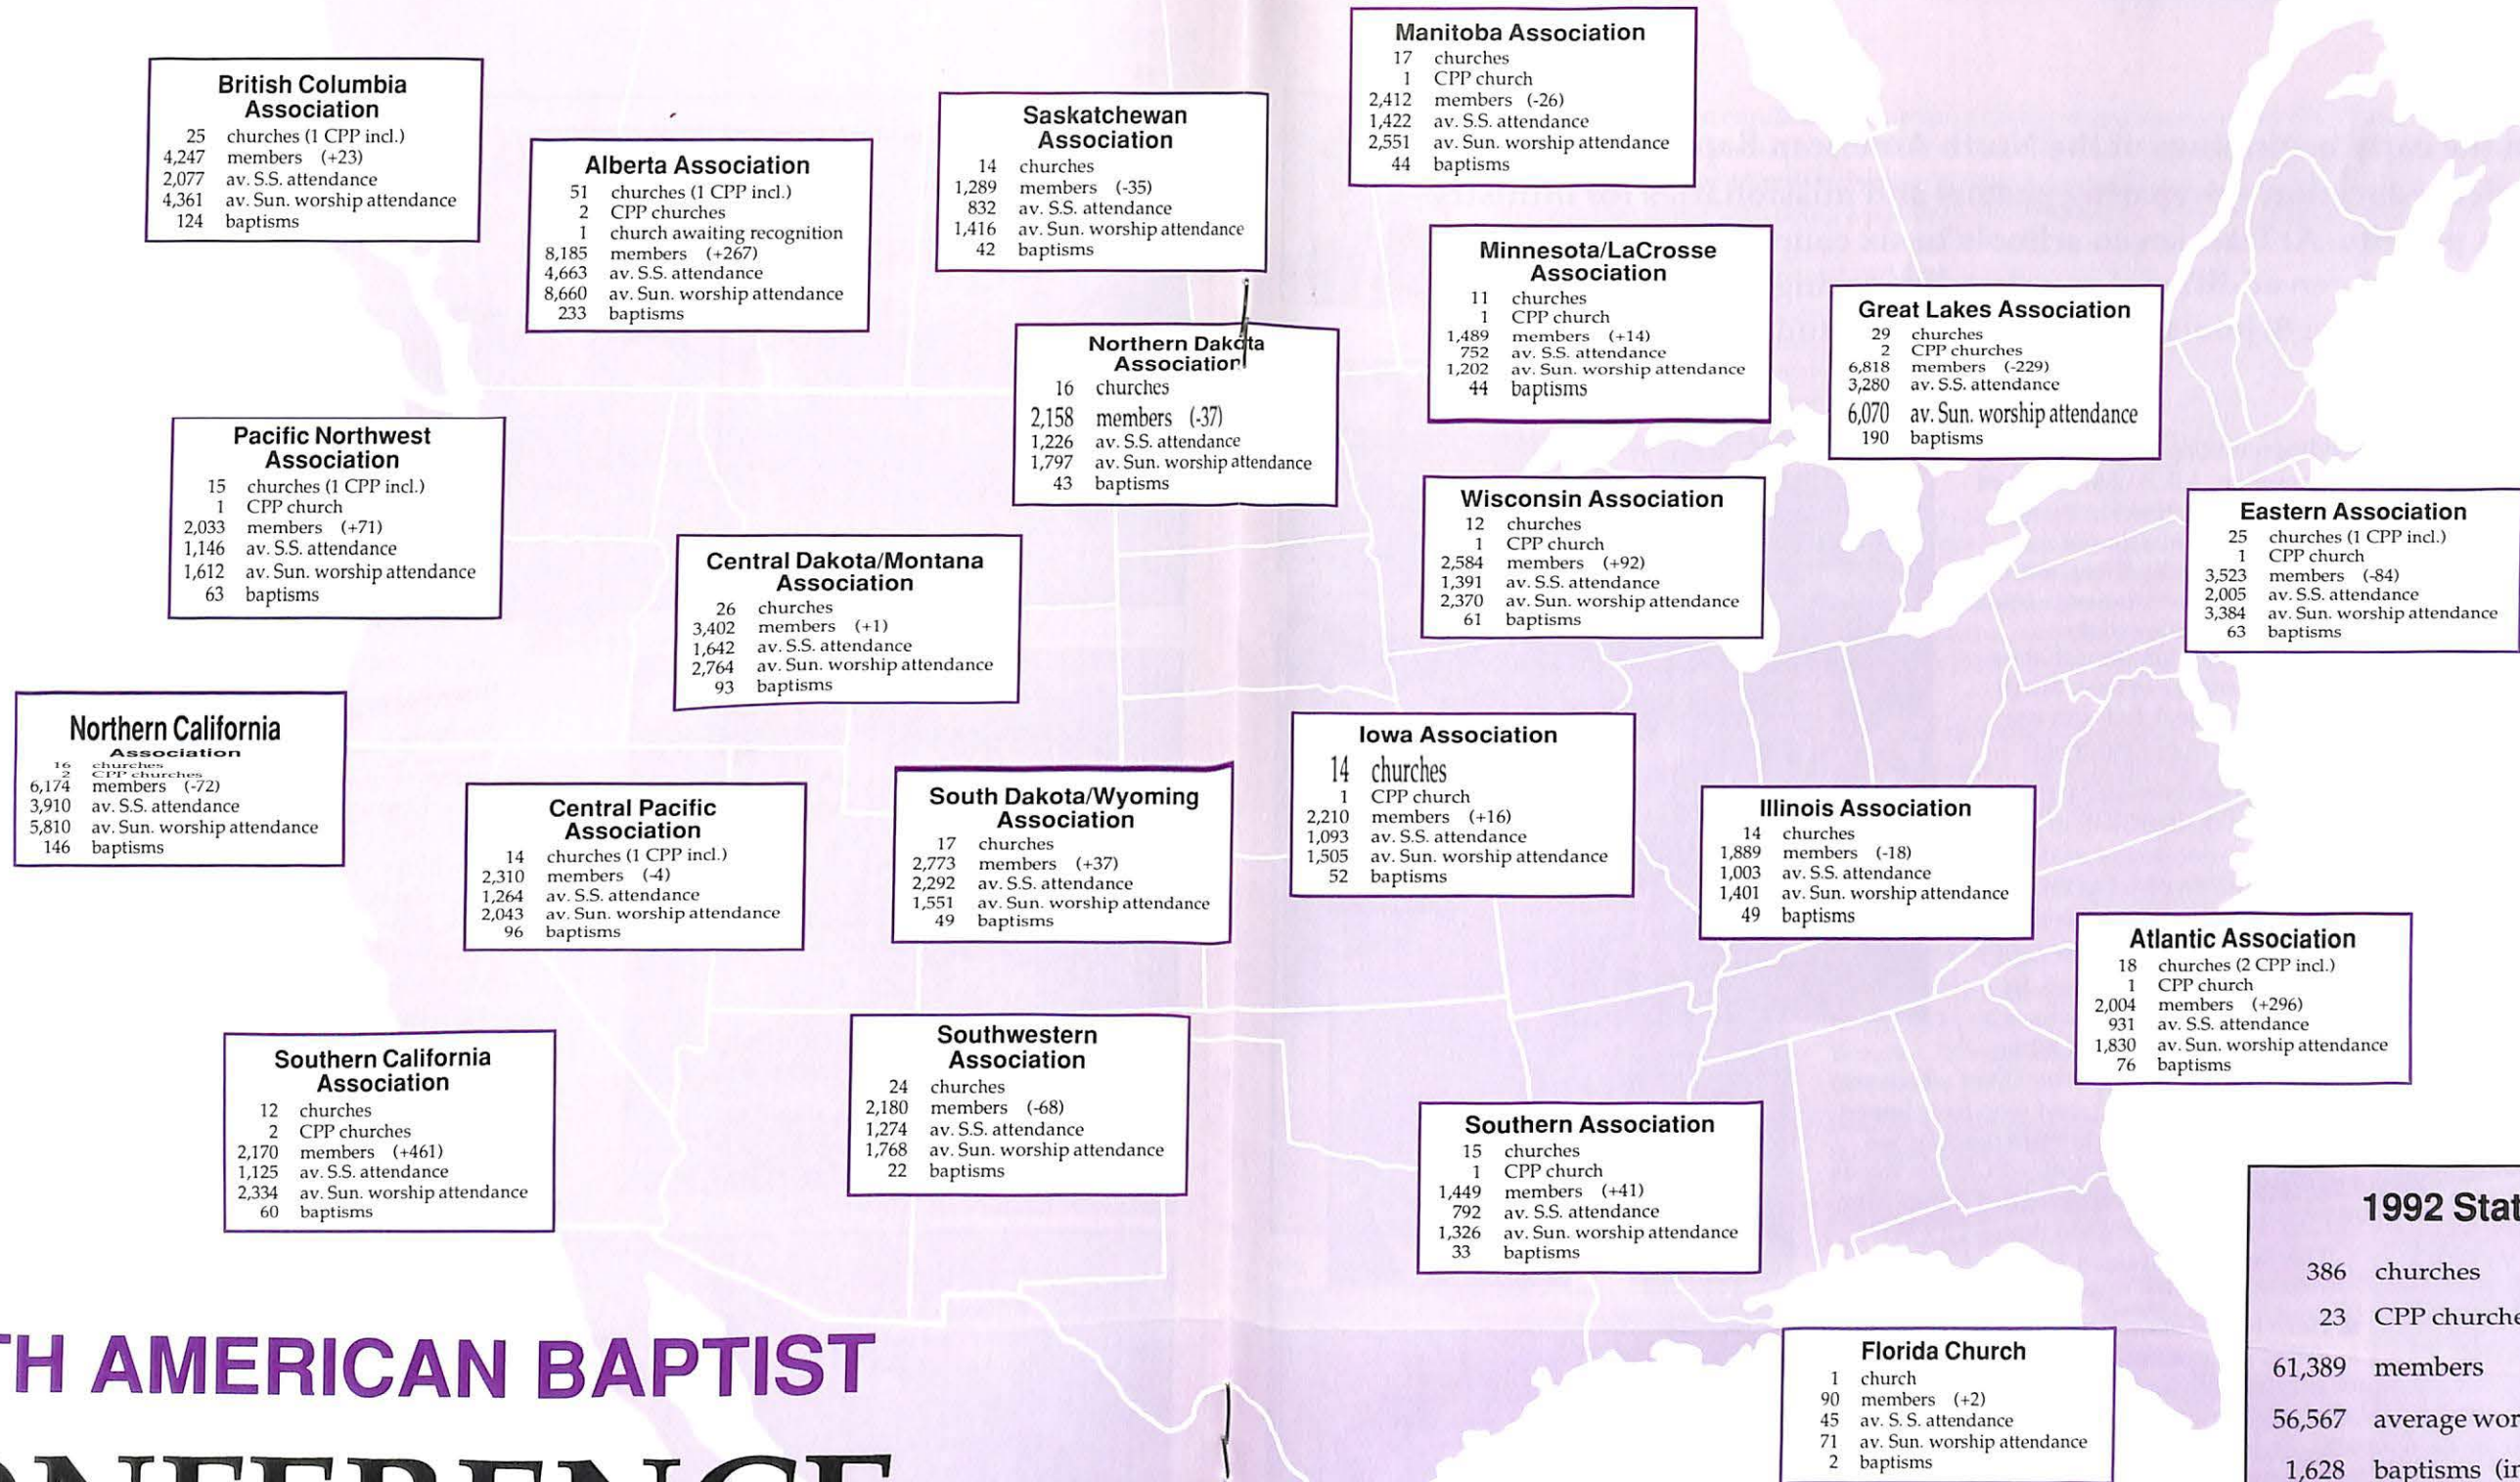 British Columbia
Association
25 churches (1 CPP incl.)
4,247 members (+23)
2,077 av. S.S. attendance
4,361 av. Sun. worship attendance
124 baptisms
Alberta Association
51 churches (1 CPP incl.)
2 CPP churches
1 church awaiting recognition
8,185 members (+267)
4,663 av. S.S. attendance
8,660 av. Sun. worship attendance
233 baptisms
Saskatchewan
Association
14 churches
1,289 members (-35)
832 av. S.S. attendance
1,416 av. Sun. worship attendance
42 baptisms
Manitoba Association
17 churches
1 CPP church
2,412 members (-26)
1,422 av. S.S. attendance
2,551 av. Sun. worship attendance
44 baptisms
Northern Dakota
Association
16 churches
2,158 members (-37)
1,226 av. S.S. attendance
1,797 av. Sun. worship attendance
43 baptisms
Minnesota/LaCrosse
Association
11 churches
1 CPP church
1,489 members (+14)
752 av. S.S. attendance
1,202 av. Sun. worship attendance
44 baptisms
Great Lakes Association
29 churches
2 CPP churches
6,818 members (-229)
3,280 av. S.S. attendance
6,070 av. Sun. worship attendance
190 baptisms
Pacific Northwest
Association
15 churches (1 CPP incl.)
1 CPP church
2,033 members (+71)
1,146 av. S.S. attendance
1,612 av. Sun. worship attendance
63 baptisms
Central Dakota/Montana
Association
26 churches
3,402 members (+1)
1,642 av. S.S. attendance
2,764 av. Sun. worship attendance
93 baptisms
Wisconsin Association
12 churches
1 CPP church
2,584 members (+92)
1,391 av. S.S. attendance
2,370 av. Sun. worship attendance
61 baptisms
Eastern Association
25 churches (1 CPP incl.)
1 CPP church
3,523 members (-84)
2,005 av. S.S. attendance
3,384 av. Sun. worship attendance
63 baptisms
Northern California
Association
16 churches
2 CPP churches
6,174 members (-72)
3,910 av. S.S. attendance
5,810 av. Sun. worship attendance
146 baptisms
Central Pacific
Association
14 churches (1 CPP incl.)
2,310 members (-4)
1,264 av. S.S. attendance
2,043 av. Sun. worship attendance
96 baptisms
South Dakota/Wyoming
Association
17 churches
2,773 members (+37)
2,292 av. S.S. attendance
1,551 av. Sun. worship attendance
49 baptisms
Iowa Association
14 churches
1 CPP church
2,210 members (+16)
1,093 av. S.S. attendance
1,505 av. Sun. worship attendance
52 baptisms
Illinois Association
14 churches
1,889 members (-18)
1,003 av. S.S. attendance
1,401 av. Sun. worship attendance
49 baptisms
Atlantic Association
18 churches (2 CPP incl.)
1 CPP church
2,004 members (+296)
931 av. S.S. attendance
1,830 av. Sun. worship attendance
76 baptisms
Southern California
Association
12 churches
2 CPP churches
2,170 members (+461)
1,125 av. S.S. attendance
2,334 av. Sun. worship attendance
60 baptisms
Southwestern
Association
24 churches
2,180 members (-68)
1,274 av. S.S. attendance
1,768 av. Sun. worship attendance
22 baptisms
Southern Association
15 churches
1 CPP church
1,449 members (+41)
792 av. S.S. attendance
1,326 av. Sun. worship attendance
33 baptisms
Florida Church
1 church
90 members (+2)
45 av. S. S. attendance
71 av. Sun. worship attendance
2 baptisms
1992 Stat
386 churches
23 CPP churche
61,389 members
56,567 average wor
1,628 baptisms (in
TH AMERICAN BAPTIST
ONFERENCE